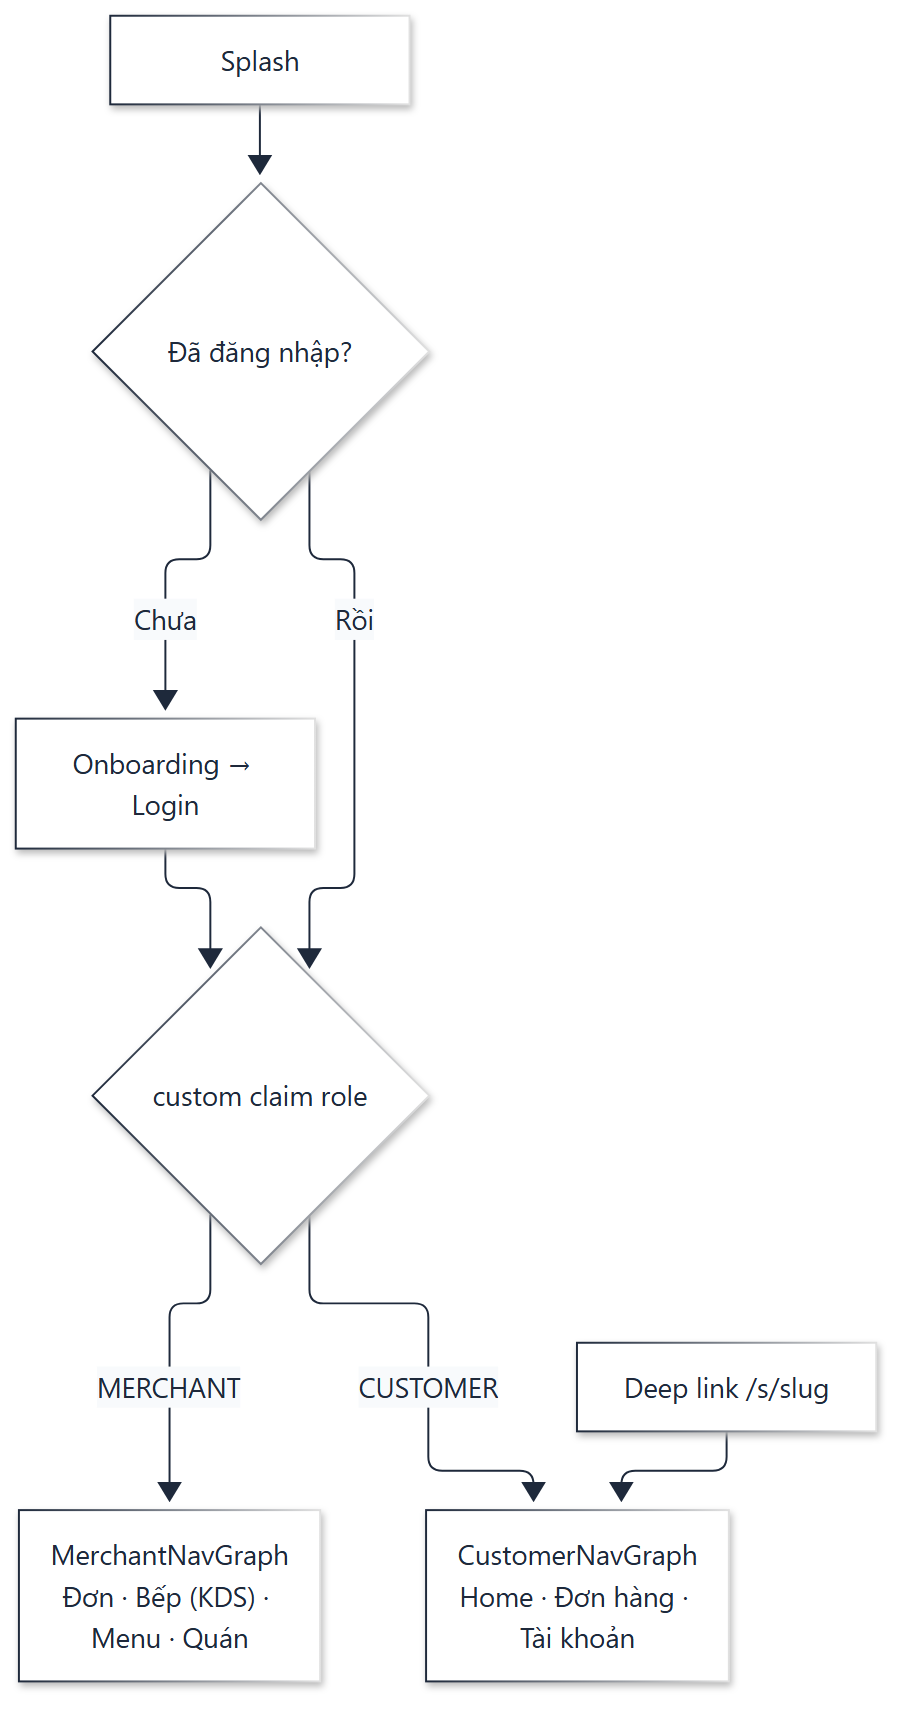 Splash
Đã đăng nhập?
Chưa
Rồi
Onboarding →
Login
custom claim role
MERCHANT
CUSTOMER
Deep link /s/slug
MerchantNavGraph
Đơn · Bếp (KDS) ·
Menu · Quán
CustomerNavGraph
Home · Đơn hàng ·
Tài khoản